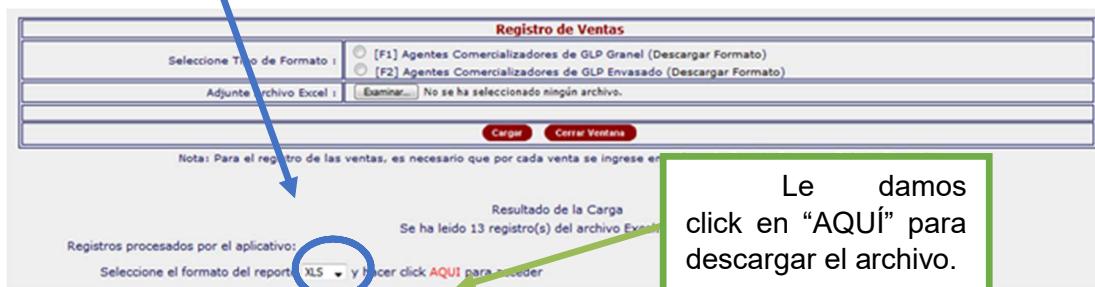 Registro de Ventas
Seleccione Tipo de Formato :
[F1] Agentes Comercializadores de GLP Granel (Descargar Formato)
[F2] Agentes Comercializadores de GLP Envasado (Descargar Formato)
Adjunte Archivo Excel :
Examinar... No se ha seleccionado ningún archivo.
Cargar Cerrar Ventana
Nota: Para el registro de las ventas, es necesario que por cada venta se ingrese en
Resultado de la Carga
Se ha leido 13 registro(s) del archivo Excel
Registros procesados por el aplicativo:
Seleccione el formato del reporte XLS y hacer click AQUI para acceder
Le damos
click en “AQUÍ” para
descargar el archivo.